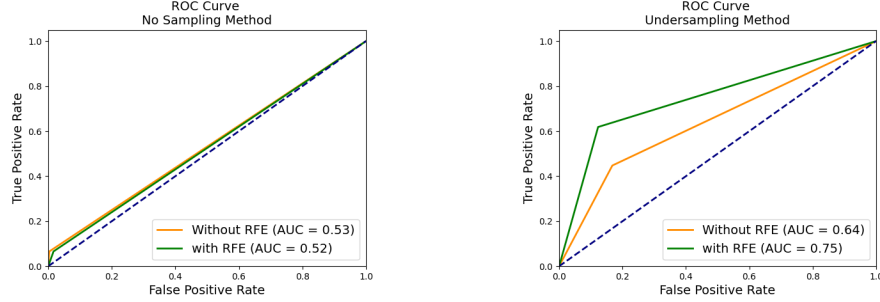 ROC Curve
No Sampling Method
1.0
0.8
0.6
0.4
0.2
0.0
True Positive Rate
Without RFE (AUC = 0.53)
with RFE (AUC = 0.52)
0.0 0.2 0.4 0.6 0.8 1.0
False Positive Rate
ROC Curve
Undersampling Method
1.0
0.8
0.6
0.4
0.2
0.0
True Positive Rate
Without RFE (AUC = 0.64)
with RFE (AUC = 0.75)
0.0 0.2 0.4 0.6 0.8 1.0
False Positive Rate